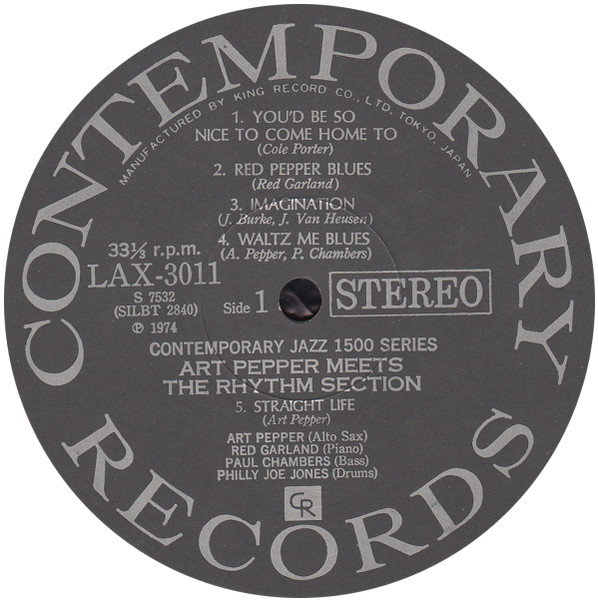 CONTEMPORARY
MANUFACTURED BY KING RECORD CO., LTD, TOKYO, JAPAN
1. YOU'D BE SO
NICE TO COME HOME TO
(Cole Porter)
2. RED PEPPER BLUES
(Red Garland)
3. IMAGINATION
(J. Burke, J. Van Heusen)
4. WALTZ ME BLUES
(A. Pepper, P. Chambers)
33⅓ r.p.m.
LAX-3011
S 7532
(SILBT 2840)
℗ 1974
Side 1
STEREO
CONTEMPORARY JAZZ 1500 SERIES
ART PEPPER MEETS
THE RHYTHM SECTION
5. STRAIGHT LIFE
(Art Pepper)
ART PEPPER (Alto Sax)
RED GARLAND (Piano)
PAUL CHAMBERS (Bass)
PHILLY JOE JONES (Drums)
CR
RECORDS